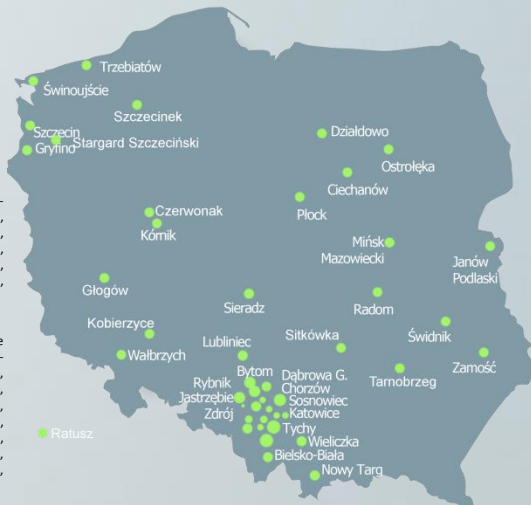 Trzebiatów
Świnoujście
Szczecinek
Szczecin
Stargard Szczeciński
Gryfino
Działdowo
Ostrołęka
Ciechanów
Płock
Czerwonak
Kórnik
Mińsk
Mazowiecki
Janów
Podlaski
Głogów
Sieradz
Radom
Kobierzyce
Świdnik
Sitkówka
Lubliniec
Wałbrzych
Zamość
Tarnobrzeg
Bytom
Dąbrowa G.
Rybnik
Chorzów
Jastrzębie
Zdrój
Sosnowiec
Katowice
Tychy
Ratusz
Wieliczka
Bielsko-Biała
Nowy Targ